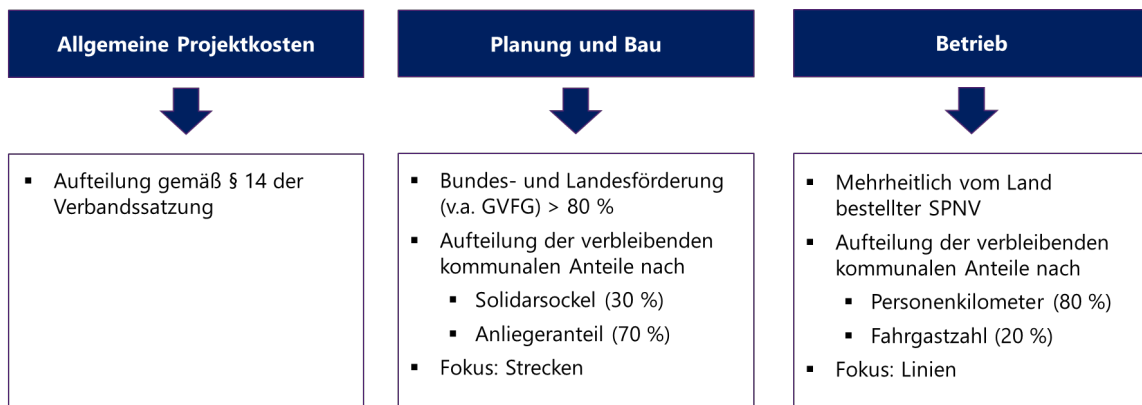 Allgemeine Projektkosten
▪ Aufteilung gemäß § 14 der
Verbandssatzung
Planung und Bau
▪ Bundes- und Landesförderung
(v.a. GVFG) > 80 %
▪ Aufteilung der verbleibenden
kommunalen Anteile nach
▪ Solidarsockel (30 %)
▪ Anliegeranteil (70 %)
▪ Fokus: Strecken
Betrieb
▪ Mehrheitlich vom Land
bestellter SPNV
▪ Aufteilung der verbleibenden
kommunalen Anteile nach
▪ Personenkilometer (80 %)
▪ Fahrgastzahl (20 %)
▪ Fokus: Linien